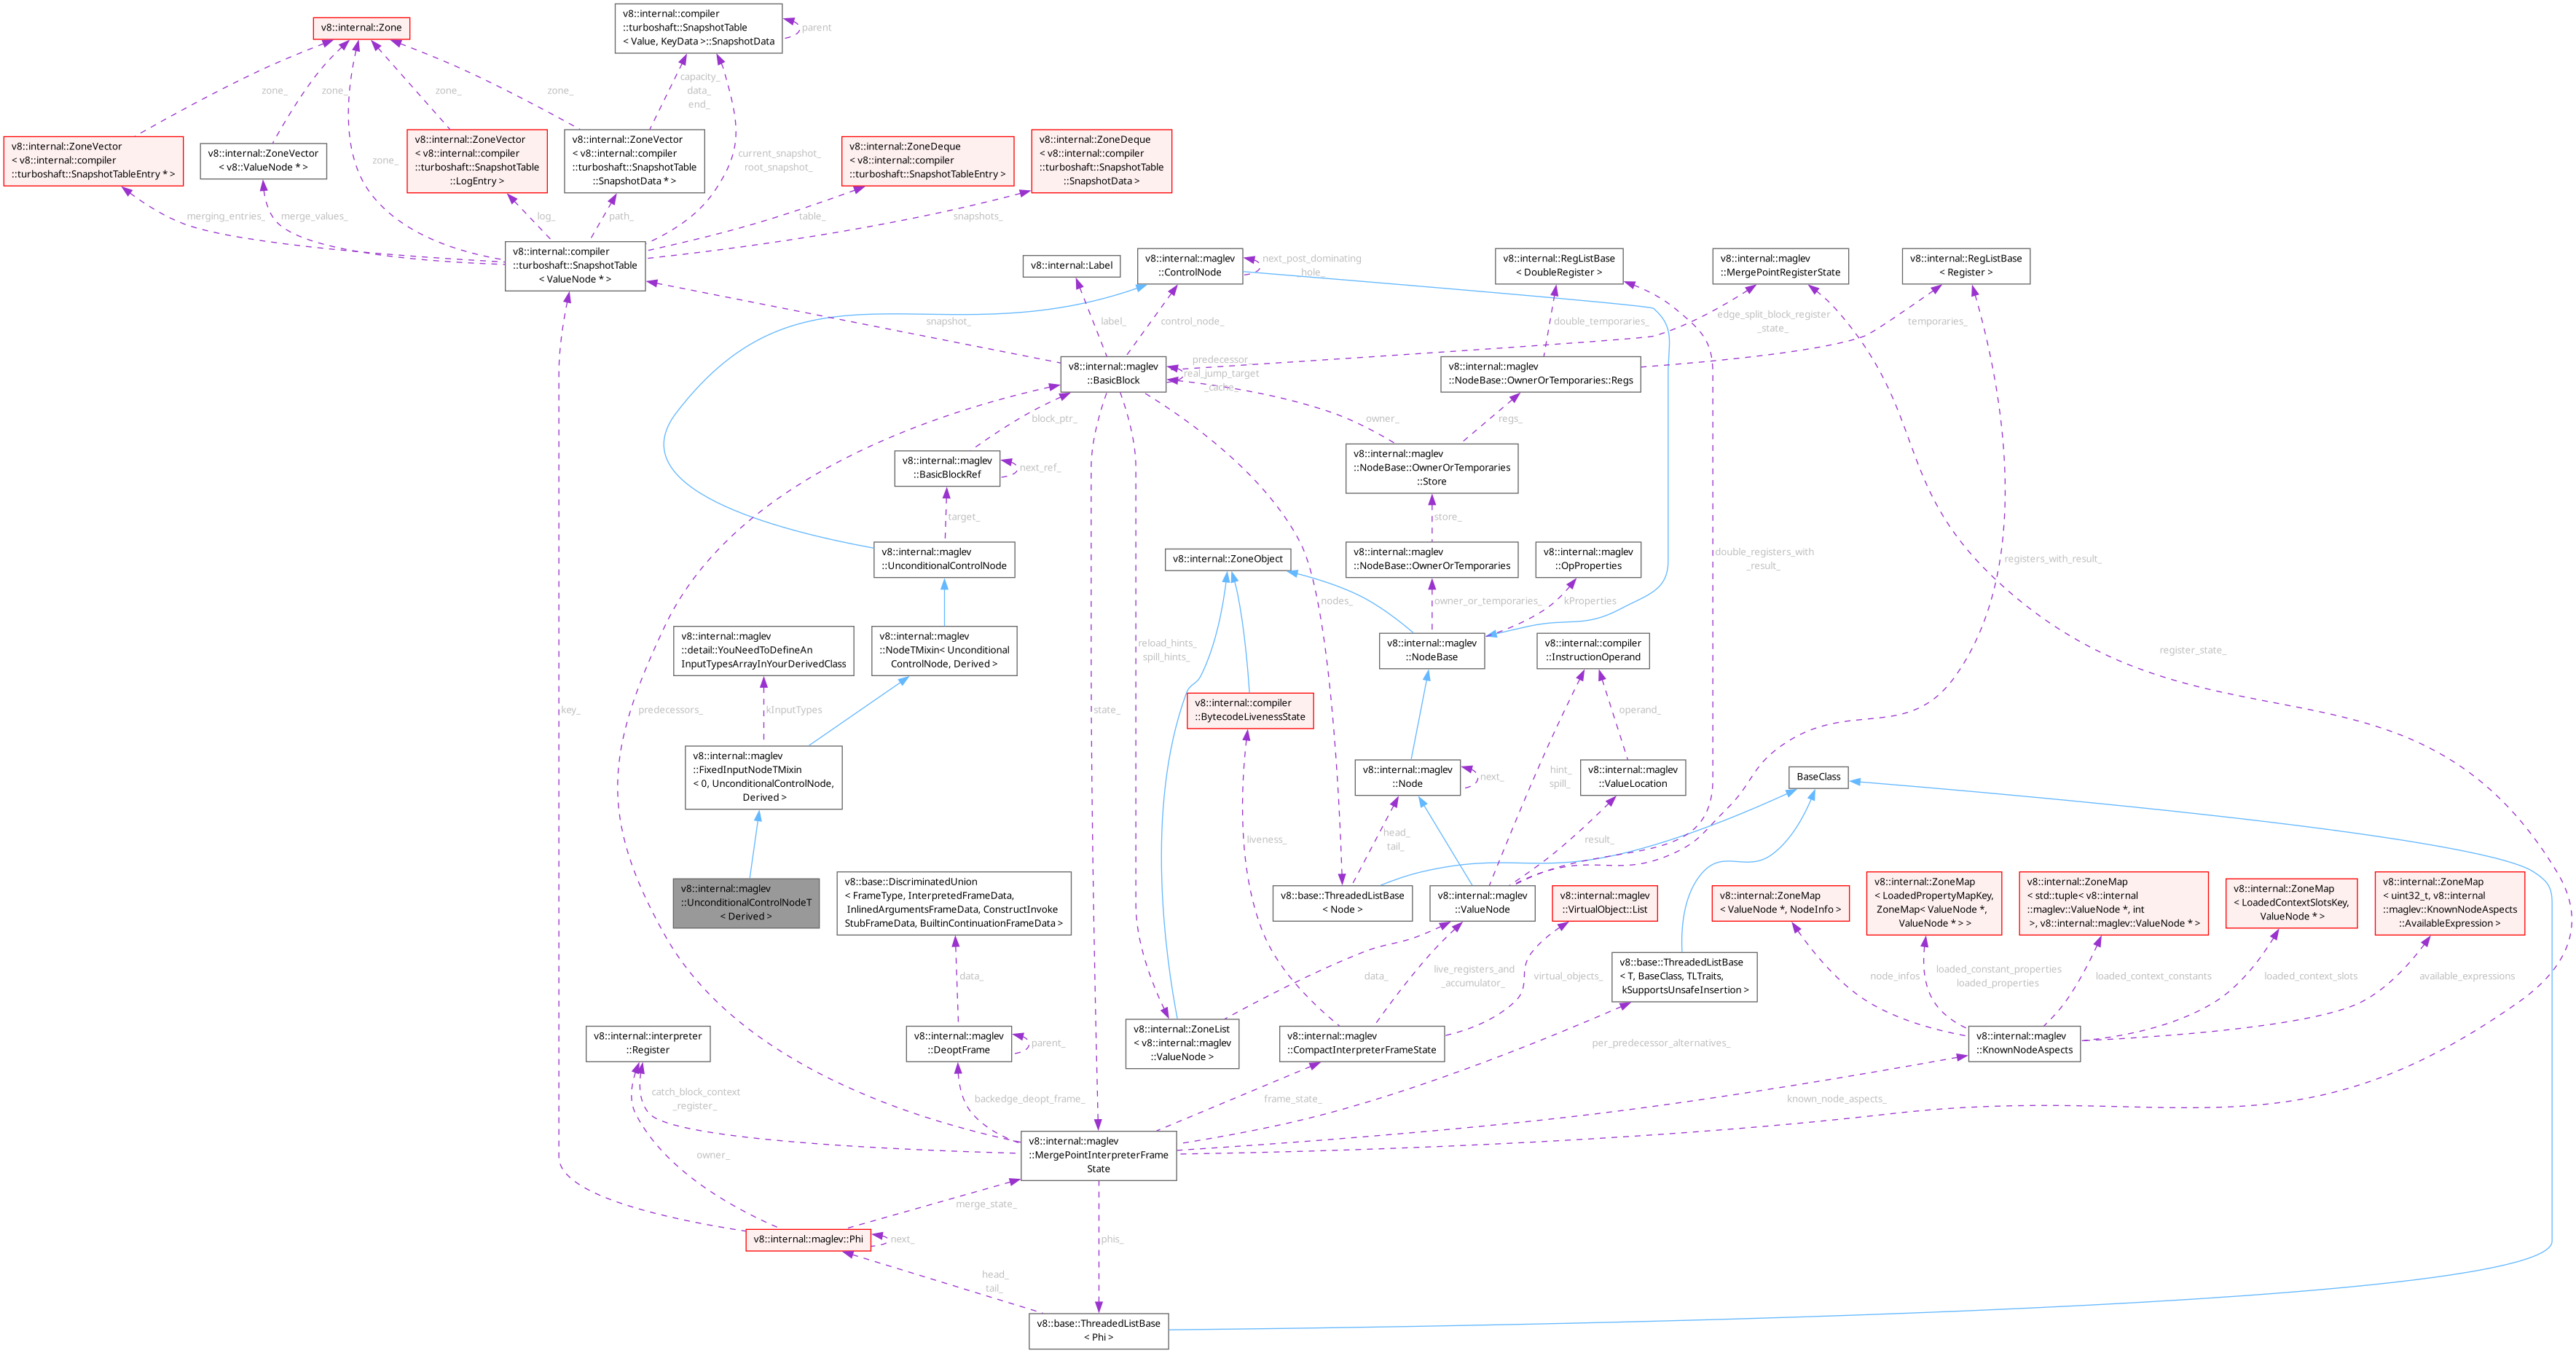 v8::internal::Zone
v8::internal::compiler
::turboshaft::SnapshotTable
< Value, KeyData >::SnapshotData
parent
zone_
zone_
zone_
zone_
zone_
capacity_
data_
end_
v8::internal::ZoneVector
< v8::internal::compiler
::turboshaft::SnapshotTableEntry * >
v8::internal::ZoneVector
< v8::ValueNode * >
v8::internal::ZoneVector
< v8::internal::compiler
::turboshaft::SnapshotTable
::LogEntry >
v8::internal::ZoneVector
< v8::internal::compiler
::turboshaft::SnapshotTable
::SnapshotData * >
current_snapshot_
root_snapshot_
v8::internal::ZoneDeque
< v8::internal::compiler
::turboshaft::SnapshotTableEntry >
v8::internal::ZoneDeque
< v8::internal::compiler
::turboshaft::SnapshotTable
::SnapshotData >
merging_entries_
merge_values_
log_
path_
table_
snapshots_
v8::internal::compiler
::turboshaft::SnapshotTable
< ValueNode * >
v8::internal::Label
v8::internal::maglev
::ControlNode
next_post_dominating
hole_
v8::internal::RegListBase
< DoubleRegister >
v8::internal::maglev
::MergePointRegisterState
v8::internal::RegListBase
< Register >
snapshot_
label_
control_node_
double_temporaries_
edge_split_block_register
_state_
temporaries_
v8::internal::maglev
::BasicBlock
predecessor_
real_jump_target
_cache_
v8::internal::maglev
::NodeBase::OwnerOrTemporaries::Regs
block_ptr_
owner_
regs_
v8::internal::maglev
::BasicBlockRef
next_ref_
v8::internal::maglev
::NodeBase::OwnerOrTemporaries
::Store
target_
store_
v8::internal::maglev
::UnconditionalControlNode
v8::internal::ZoneObject
v8::internal::maglev
::NodeBase::OwnerOrTemporaries
v8::internal::maglev
::OpProperties
double_registers_with
_result_
registers_with_result_
nodes_
owner_or_temporaries_
kProperties
v8::internal::maglev
::detail::YouNeedToDefineAn
InputTypesArrayInYourDerivedClass
v8::internal::maglev
::NodeTMixin< Unconditional
ControlNode, Derived >
reload_hints_
spill_hints_
v8::internal::maglev
::NodeBase
v8::internal::compiler
::InstructionOperand
register_state_
key_
predecessors_
kInputTypes
state_
v8::internal::compiler
::BytecodeLivenessState
operand_
v8::internal::maglev
::FixedInputNodeTMixin
< 0, UnconditionalControlNode,
Derived >
v8::internal::maglev
::Node
next_
hint_
spill_
v8::internal::maglev
::ValueLocation
BaseClass
liveness_
head_
tail_
result_
v8::internal::maglev
::UnconditionalControlNodeT
< Derived >
v8::base::DiscriminatedUnion
< FrameType, InterpretedFrameData,
InlinedArgumentsFrameData, ConstructInvoke
StubFrameData, BuiltinContinuationFrameData >
v8::base::ThreadedListBase
< Node >
v8::internal::maglev
::ValueNode
v8::internal::maglev
::VirtualObject::List
v8::internal::ZoneMap
< ValueNode *, NodeInfo >
v8::internal::ZoneMap
< LoadedPropertyMapKey,
ZoneMap< ValueNode *,
ValueNode * > >
v8::internal::ZoneMap
< std::tuple< v8::internal
::maglev::ValueNode *, int
>, v8::internal::maglev::ValueNode * >
v8::internal::ZoneMap
< LoadedContextSlotsKey,
ValueNode * >
v8::internal::ZoneMap
< uint32_t, v8::internal
::maglev::KnownNodeAspects
::AvailableExpression >
data_
data_
live_registers_and
_accumulator_
virtual_objects_
v8::base::ThreadedListBase
< T, BaseClass, TLTraits,
kSupportsUnsafeInsertion >
node_infos
loaded_constant_properties
loaded_properties
loaded_context_constants
loaded_context_slots
available_expressions
v8::internal::interpreter
::Register
v8::internal::maglev
::DeoptFrame
parent_
v8::internal::ZoneList
< v8::internal::maglev
::ValueNode >
v8::internal::maglev
::CompactInterpreterFrameState
per_predecessor_alternatives_
v8::internal::maglev
::KnownNodeAspects
catch_block_context
_register_
backedge_deopt_frame_
frame_state_
known_node_aspects_
v8::internal::maglev
::MergePointInterpreterFrame
State
owner_
merge_state_
v8::internal::maglev::Phi
next_
phis_
head_
tail_
v8::base::ThreadedListBase
< Phi >